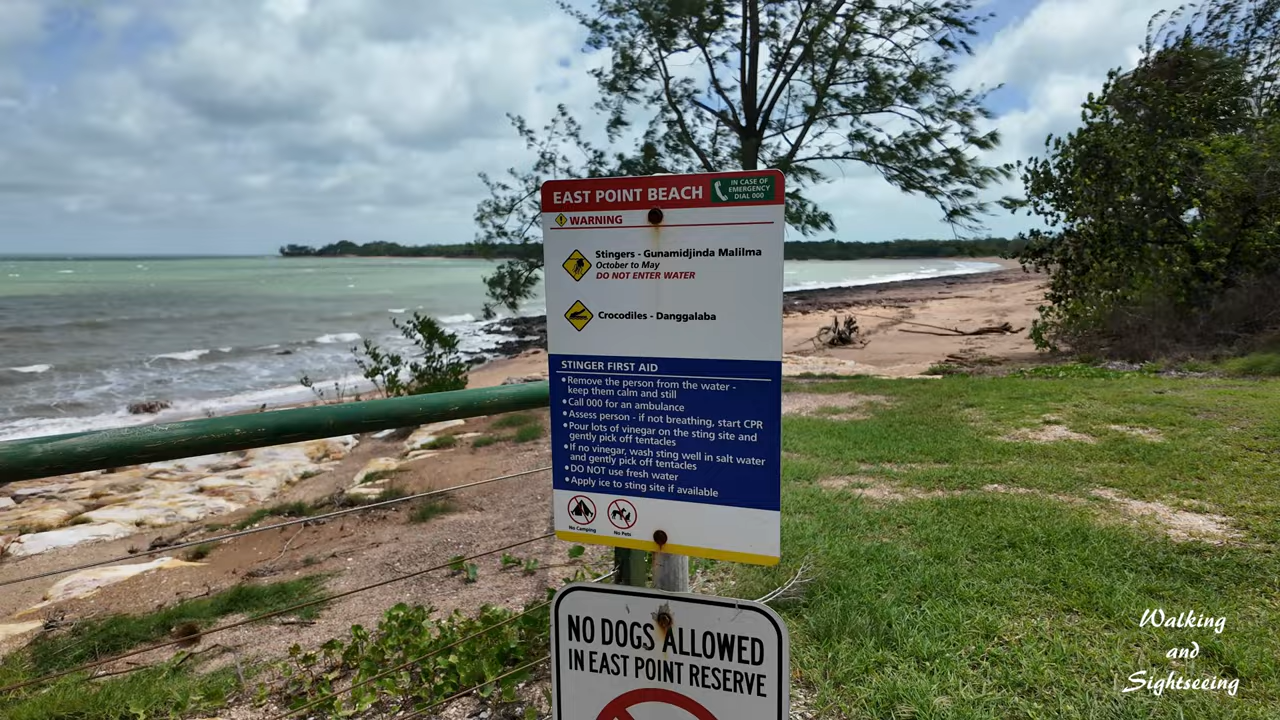 EAST POINT BEACH
IN CASE OF
EMERGENCY
DIAL 000
WARNING
Stingers - Gunamidjinda Malilma
October to May
DO NOT ENTER WATER
Crocodiles - Danggalaba
STINGER FIRST AID
• Remove the person from the water -
keep them calm and still
• Call 000 for an ambulance
• Assess person - if not breathing, start CPR
• Pour lots of vinegar on the sting site and
gently pick off tentacles
• If no vinegar, wash sting well in salt water
and gently pick off tentacles
• DO NOT use fresh water
• Apply ice to sting site if available
No Camping
No Pets
NO DOGS ALLOWED
IN EAST POINT RESERVE
Walking
and
Sightseeing